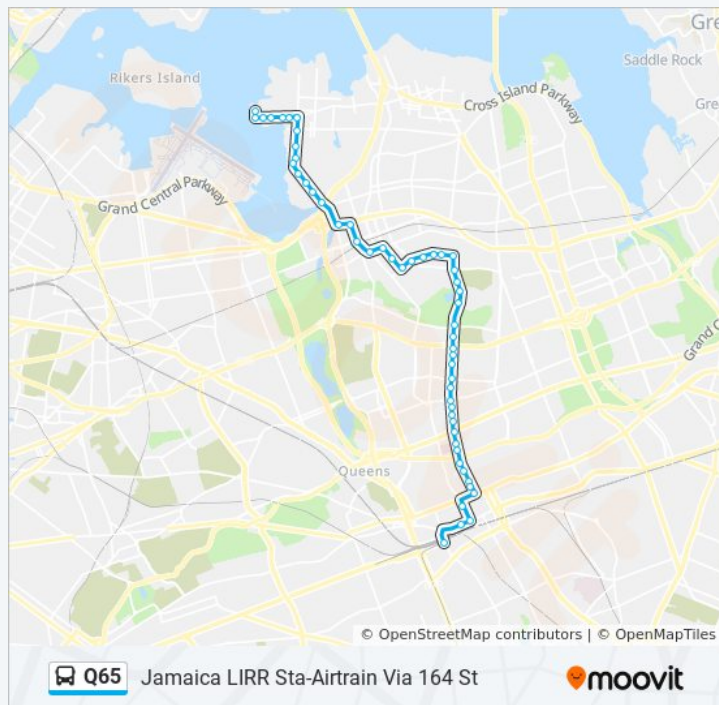 Gre
Saddle Rock
Rikers Island
Cross Island Parkway
Gre
Grand Central Parkway
Grand C
Queens
© OpenStreetMap contributors | © OpenMapTiles
Q65 Jamaica LIRR Sta-Airtrain Via 164 St
moovit